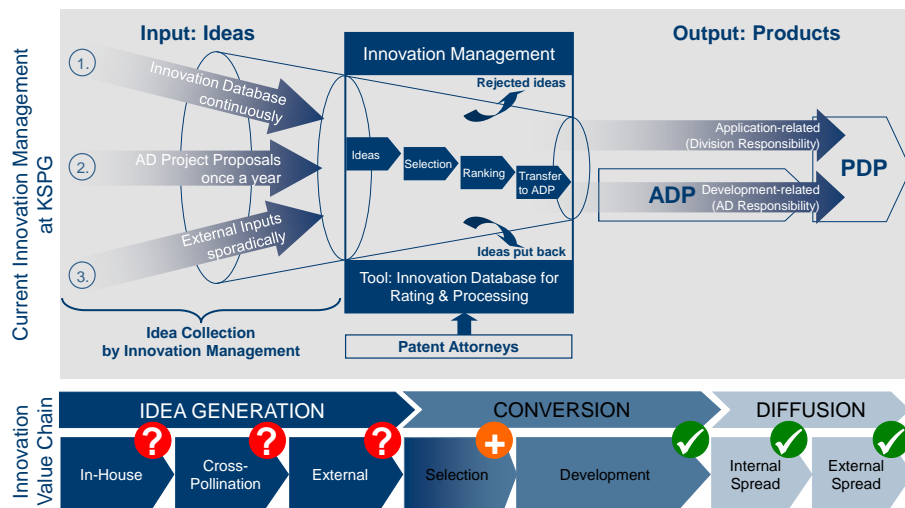 Current Innovation Management
at KSPG
Input: Ideas
Output: Products
1.
Innovation Database
continuously
2.
AD Project Proposals
once a year
External Inputs
sporadically
3.
Idea Collection
by Innovation Management
Innovation Management
Rejected ideas
Ideas
Selection
Ranking
Transfer
to ADP
Ideas put back
Tool: Innovation Database for
Rating & Processing
Patent Attorneys
Application-related
(Division Responsibility)
ADP
Development-related
(AD Responsibility)
PDP
Innovation
Value Chain
IDEA GENERATION
CONVERSION
DIFFUSION
?
?
?
+
In-House
Cross-
Pollination
External
Selection
Development
Internal
Spread
External
Spread